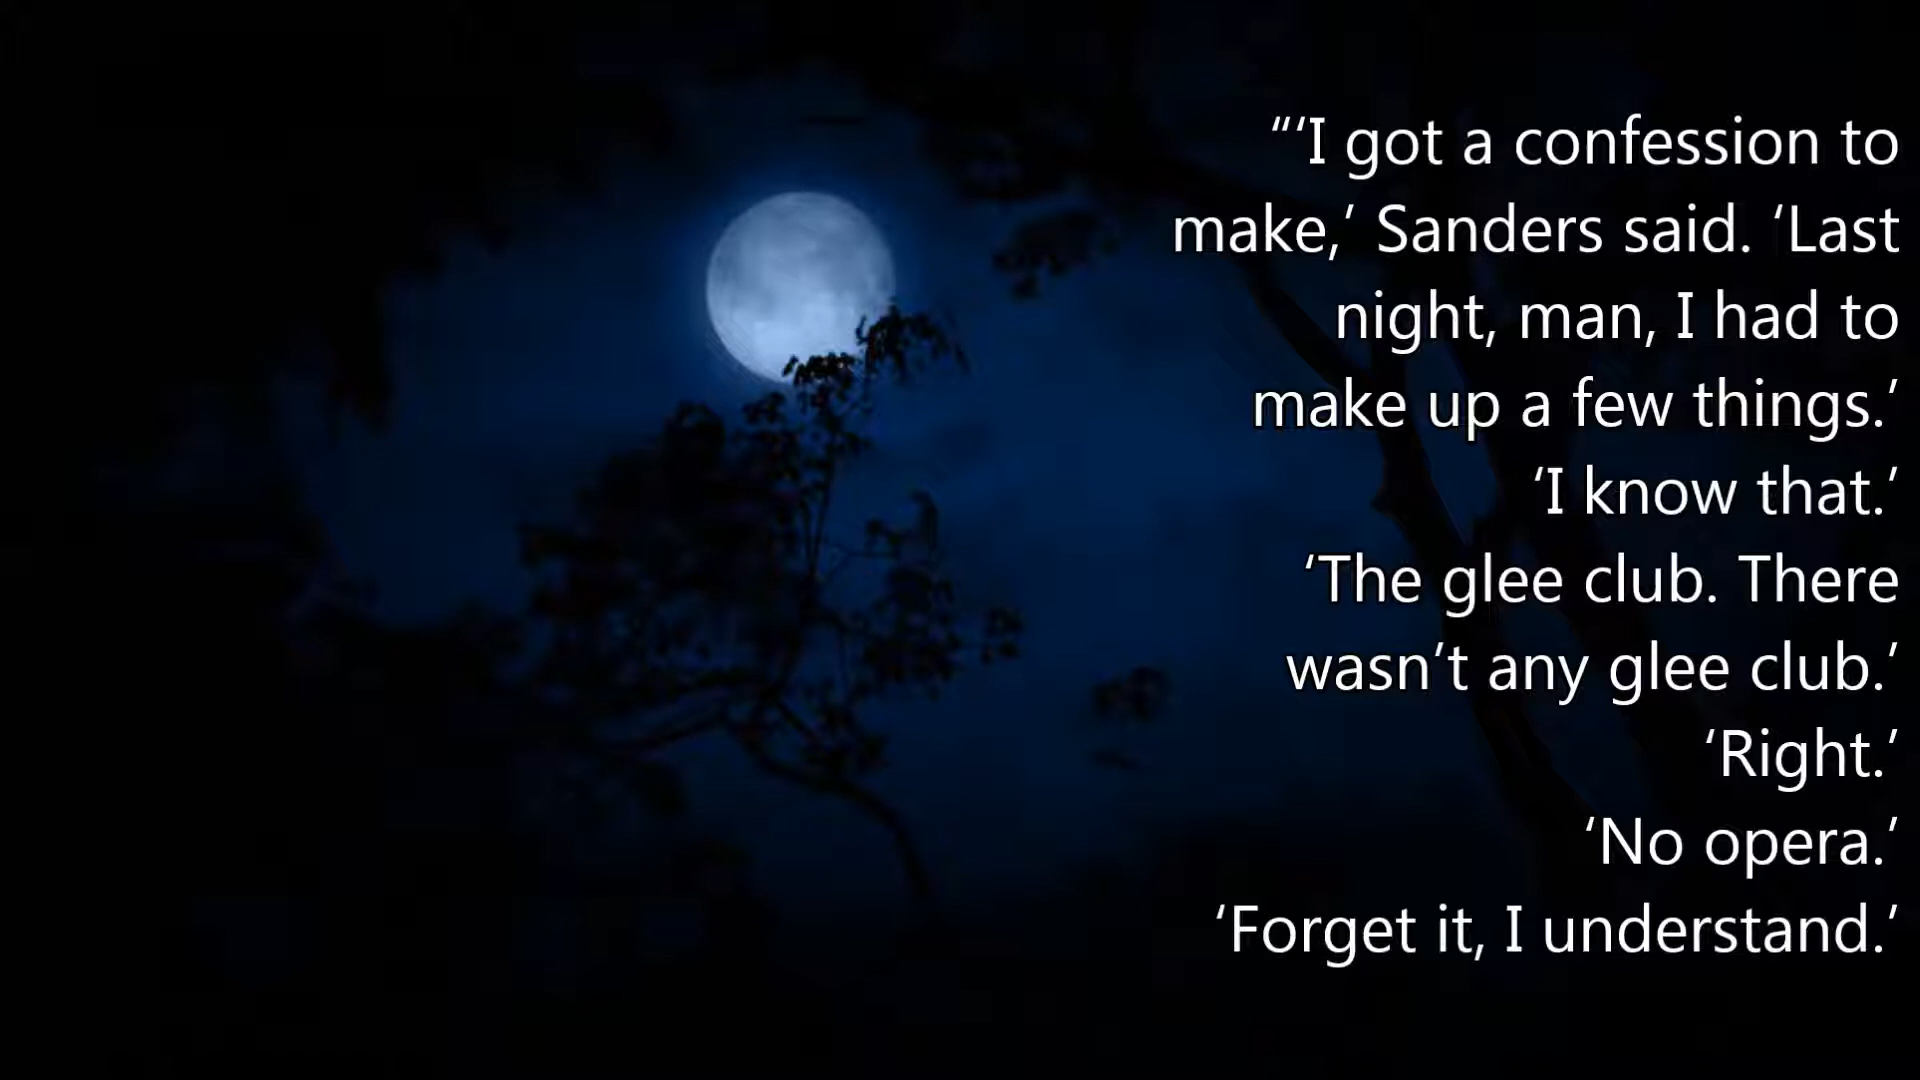 “‘I got a confession to
make,’ Sanders said. ‘Last
night, man, I had to
make up a few things.’
‘I know that.’
‘The glee club. There
wasn’t any glee club.’
‘Right.’
‘No opera.’
‘Forget it, I understand.’